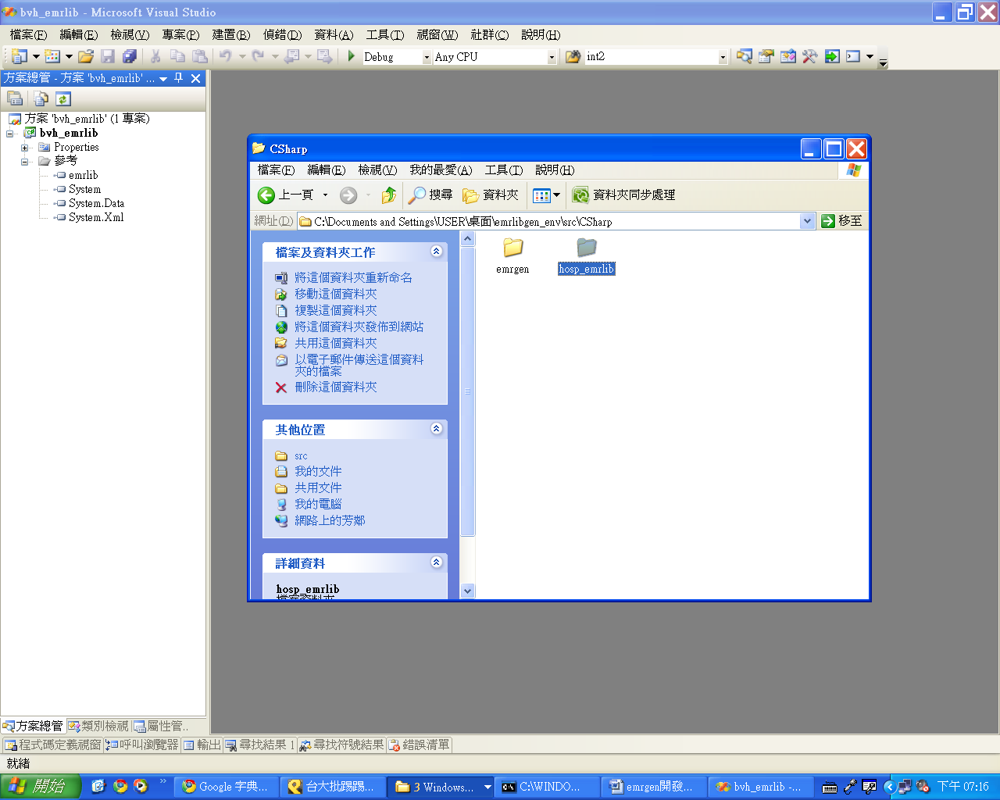 bvh_emrlib - Microsoft Visual Studio
檔案(F) 編輯(E) 檢視(V) 專案(P) 建置(B) 偵錯(D) 資料(A) 工具(T) 視窗(W) 社群(C) 說明(H)
Debug Any CPU int2
方案總管 - 方案 'bvh_emrlib' ...
方案 'bvh_emrlib' (1 專案)
bvh_emrlib
Properties
參考
emrlib
System
System.Data
System.Xml
CSharp
檔案(F) 編輯(E) 檢視(V) 我的最愛(A) 工具(T) 說明(H)
上一頁 搜尋 資料夾 資料夾同步處理
網址(D) C:\Documents and Settings\USER\桌面\emrlibgen_env\src\CSharp 移至
檔案及資料夾工作
將這個資料夾重新命名
移動這個資料夾
複製這個資料夾
將這個資料夾發佈到網站
共用這個資料夾
以電子郵件傳送這個資料
夾的檔案
刪除這個資料夾
其他位置
src
我的文件
共用文件
我的電腦
網路上的芳鄰
詳細資料
hosp_emrlib
檔案資料夾
emrgen hosp_emrlib
方案總管 類別檢視 屬性管..
程式碼定義視窗 呼叫瀏覽器 輸出 尋找結果 1 尋找符號結果 錯誤清單
就緒
開始 Google 字典... 台大批踢踢... 3 Windows... C:\WINDO... emrgen開發... bvh_emrlib -... 下午 07:16